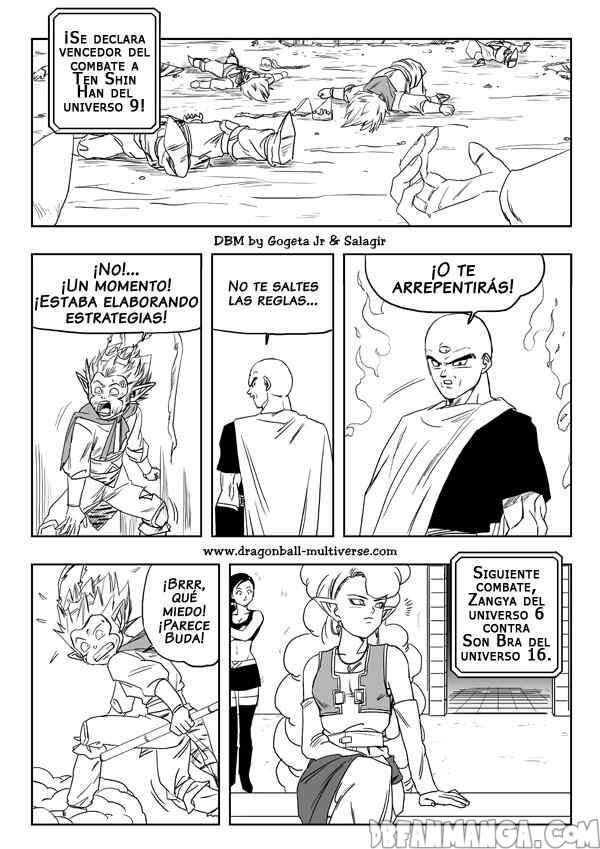 ¡SE DECLARA
VENCEDOR DEL
COMBATE A
TEN SHIN
HAN DEL
UNIVERSO 9!
DBM by Gogeta Jr & Salagir
¡NO!...
¡UN MOMENTO!
¡ESTABA ELABORANDO
ESTRATEGIAS!
NO TE SALTES
LAS REGLAS...
¡O TE
ARREPENTIRÁS!
www.dragonball-multiverse.com
¡BRRR,
QUÉ
MIEDO!
¡PARECE
BUDA!
SIGUIENTE
COMBATE,
ZANGYA DEL
UNIVERSO 6
CONTRA
SON BRA DEL
UNIVERSO 16.
DBFANMANGA.COM